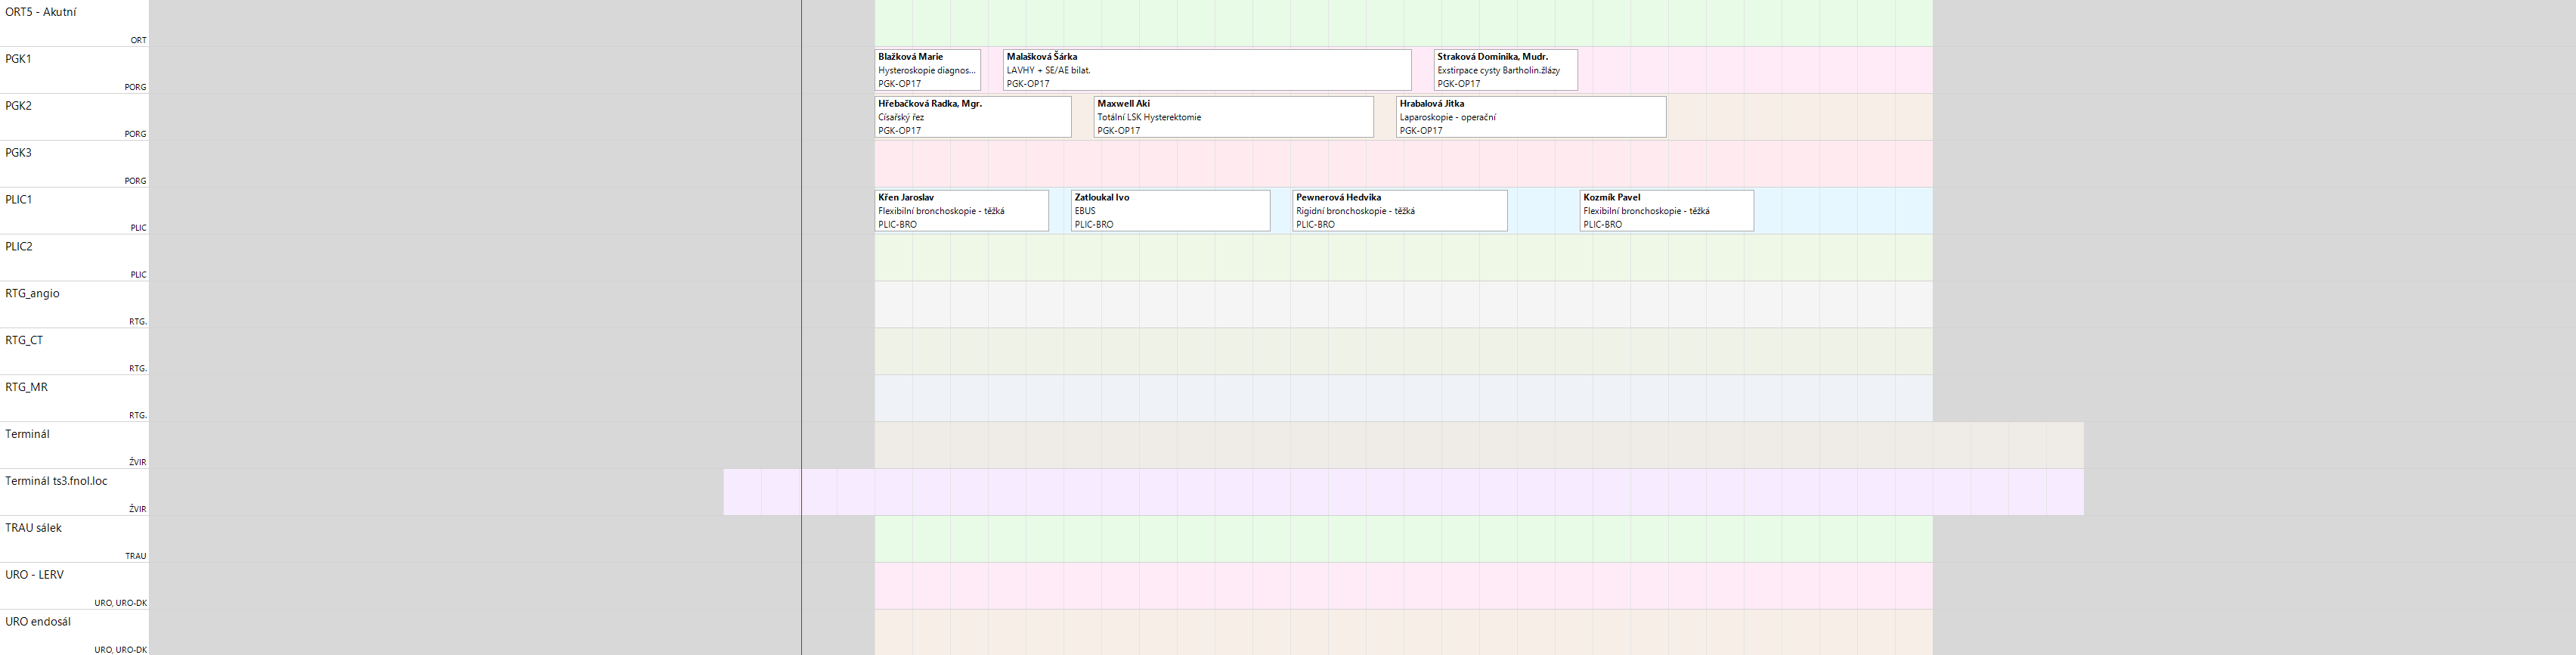 ORT5 - Akutní
ORT
PGK1
PORG
Blažková Marie
Hysteroskopie diagnos...
PGK-OP17
Malašková Šárka
LAVHY + SE/AE bilat.
PGK-OP17
Straková Dominika, Mudr.
Exstirpace cysty Bartholin.žlázy
PGK-OP17
PGK2
PORG
Hřebačková Radka, Mgr.
Císařský řez
PGK-OP17
Maxwell Aki
Totální LSK Hysterektomie
PGK-OP17
Hrabalová Jitka
Laparoskopie - operační
PGK-OP17
PGK3
PORG
PLIC1
PLIC
Křen Jaroslav
Flexibilní bronchoskopie - těžká
PLIC-BRO
Zatloukal Ivo
EBUS
PLIC-BRO
Pewnerová Hedvika
Rigidní bronchoskopie - těžká
PLIC-BRO
Kozmík Pavel
Flexibilní bronchoskopie - těžká
PLIC-BRO
PLIC2
PLIC
RTG_angio
RTG.
RTG_CT
RTG.
RTG_MR
RTG.
Terminál
ŽVIR
Terminál ts3.fnol.loc
ŽVIR
TRAU sálek
TRAU
URO - LERV
URO, URO-DK
URO endosál
URO, URO-DK